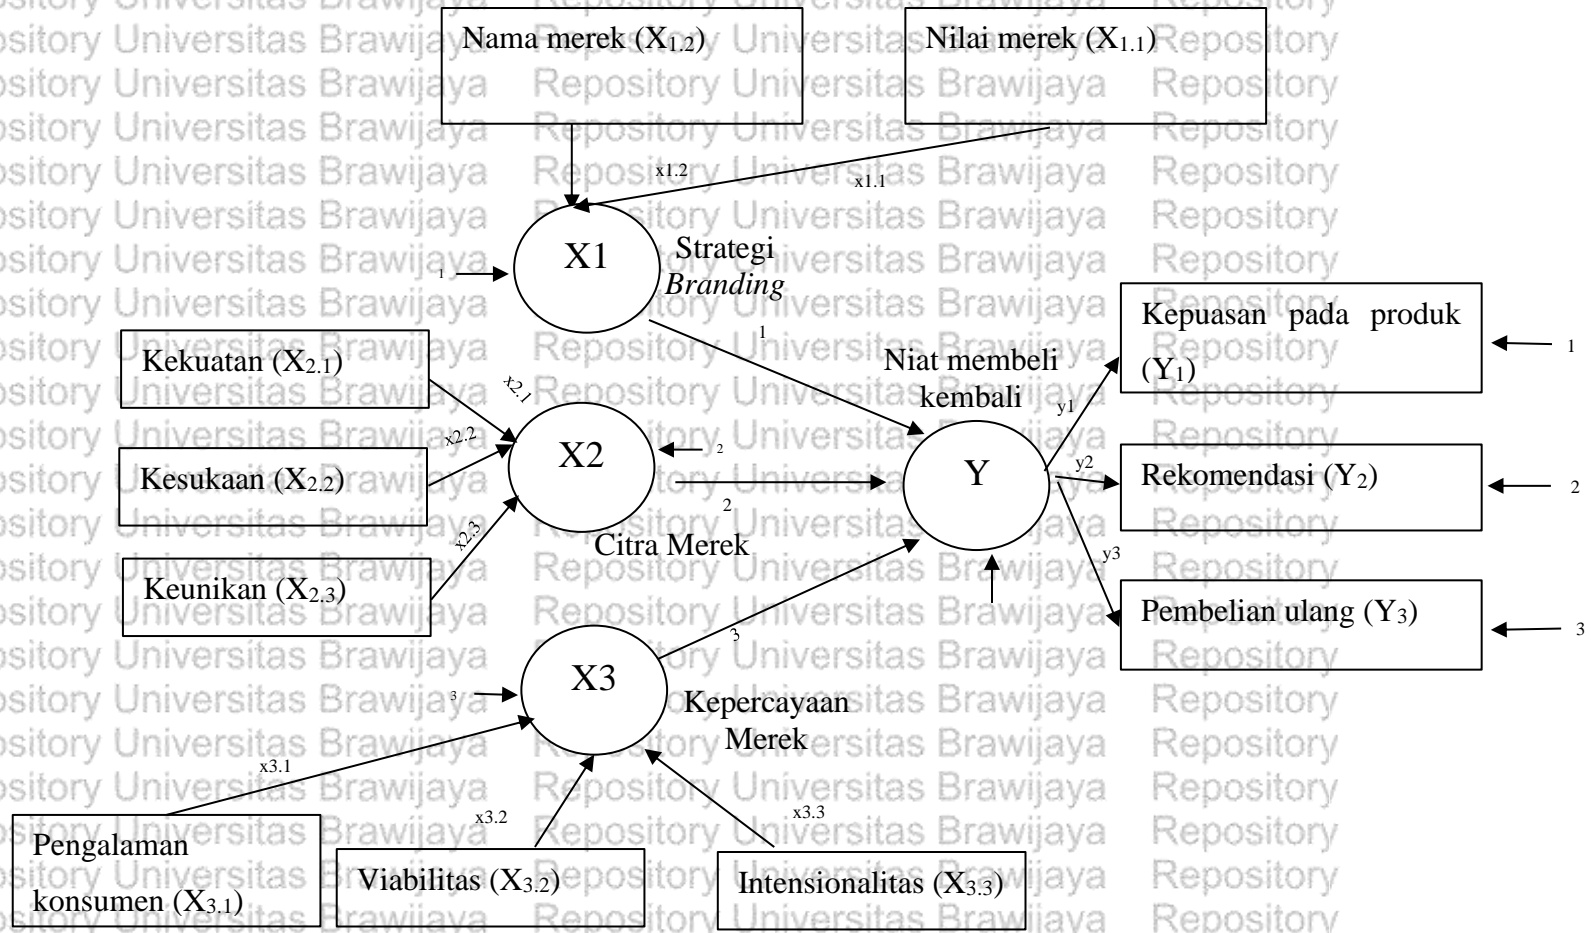 Nama merek (X1.2)
Nilai merek (X1.1)
x1.2
x1.1
X1
Strategi
Branding
1
1
Kekuatan (X2.1)
x2.1
Kesukaan (X2.2)
x2.2
Keunikan (X2.3)
x2.3
X2
2
2
Citra Merek
Niat membeli
kembali
Y
y1
y2
y3
Kepuasan pada produk
(Y1)
1
Rekomendasi (Y2)
2
Pembelian ulang (Y3)
3
X3
3
3
Kepercayaan
Merek
x3.1
x3.2
x3.3
Pengalaman
konsumen (X3.1)
Viabilitas (X3.2)
Intensionalitas (X3.3)
Repository Universitas Brawijaya